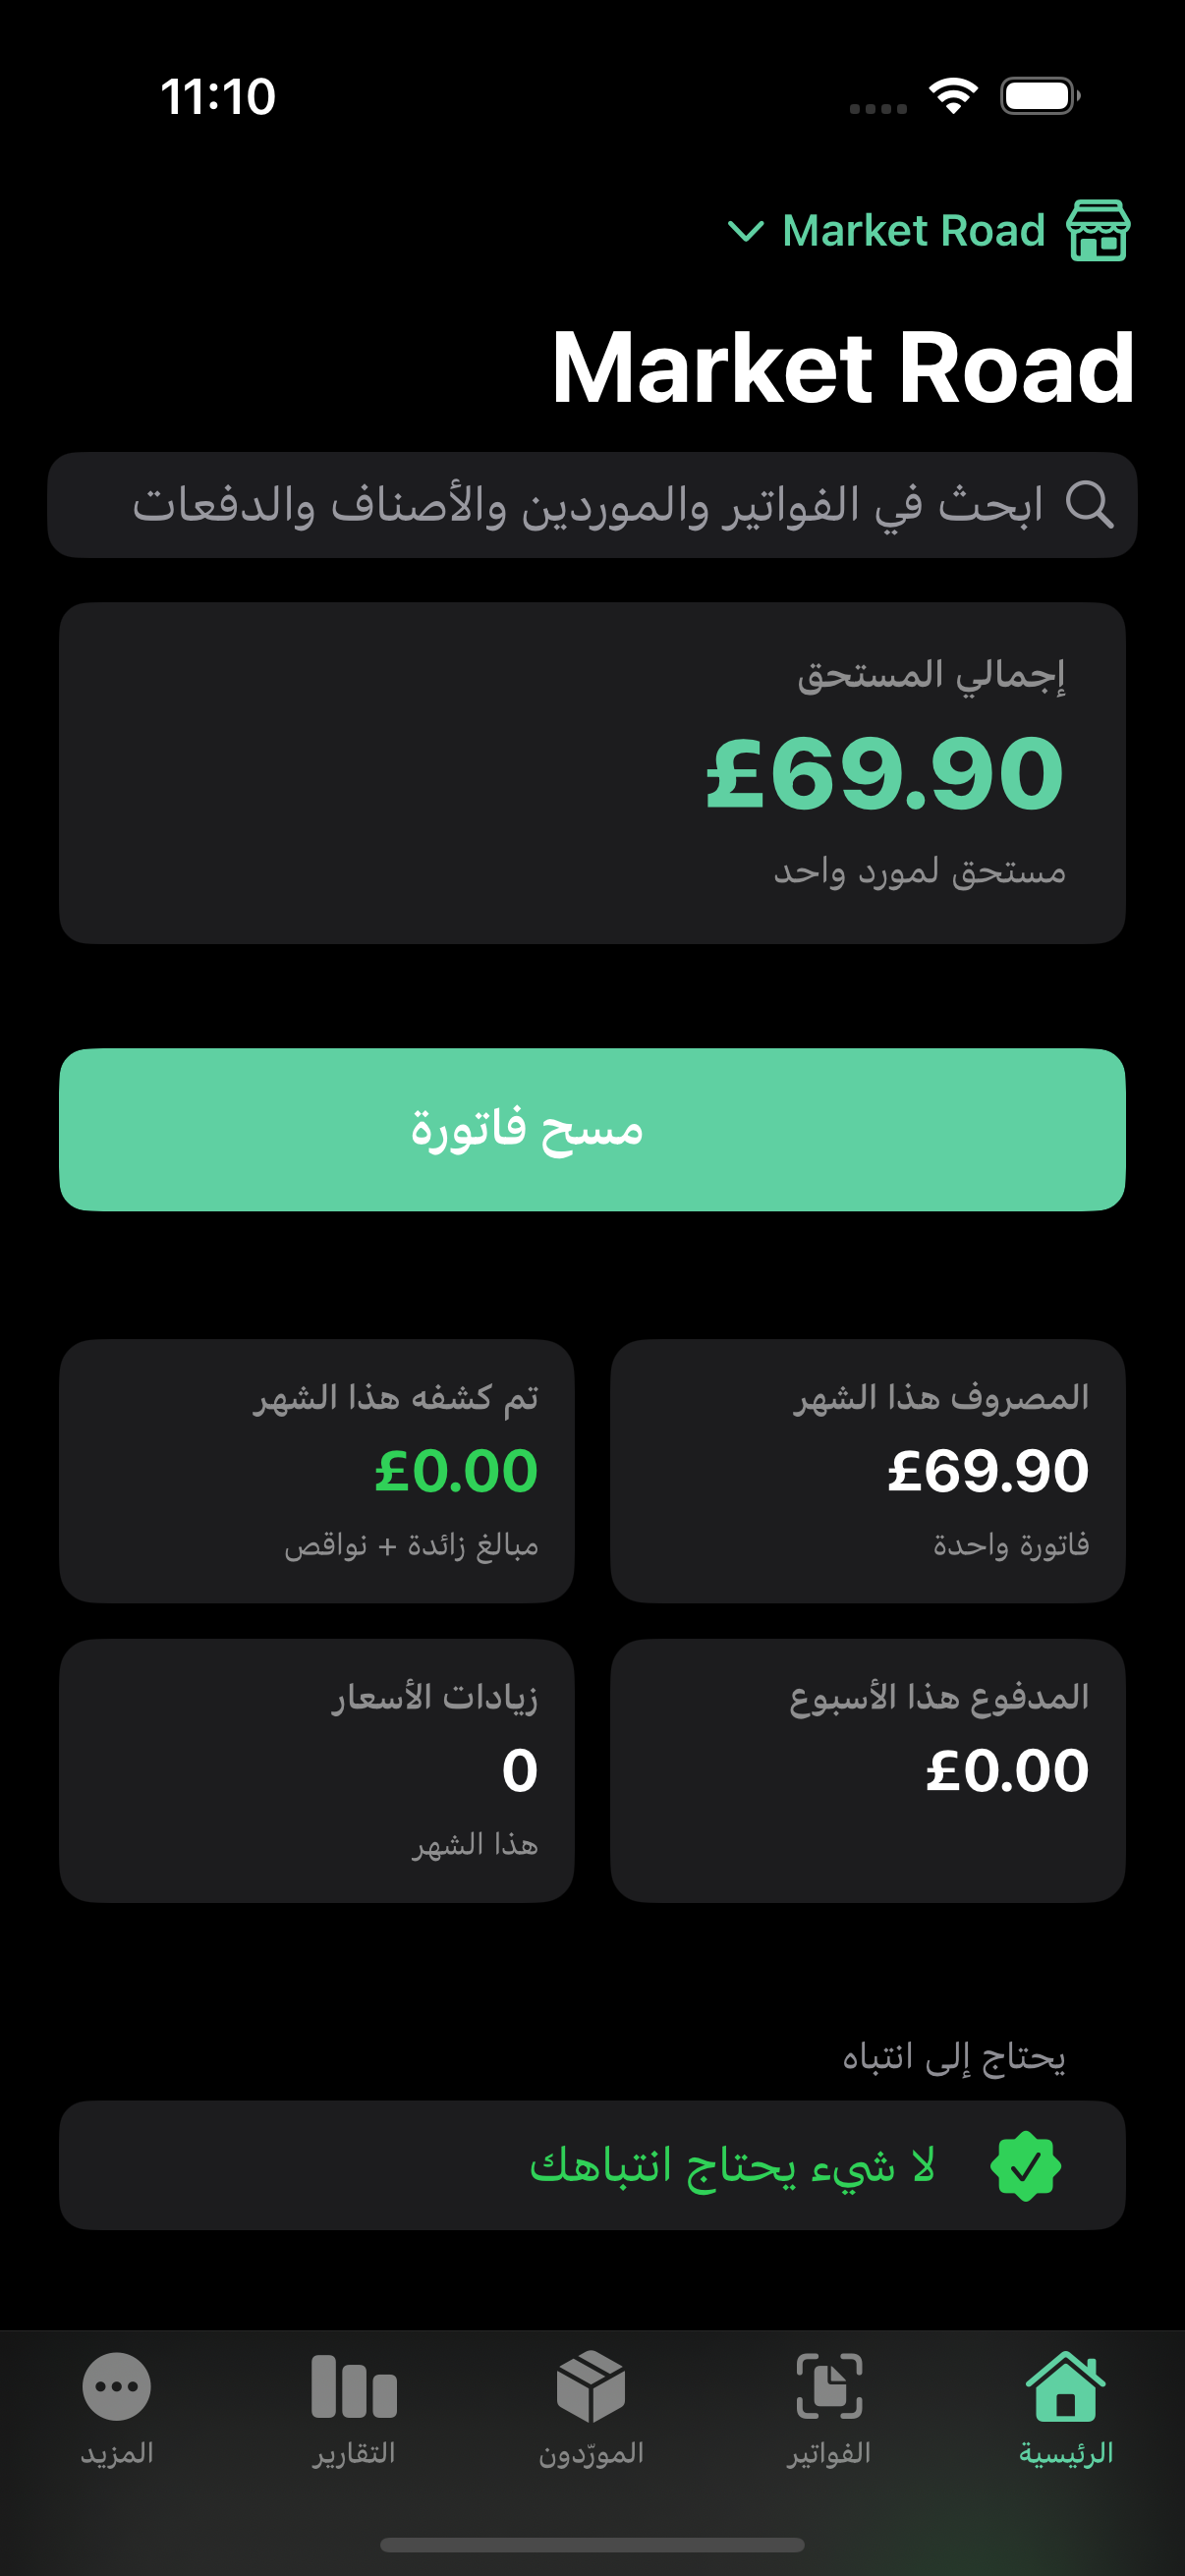 11:10
Market Road
Market Road
ابحث في الفواتير والموردين والأصناف والدفعات
إجمالي المستحق
£69.90
مستحق لمورد واحد
مسح فاتورة
المصروف هذا الشهر
£69.90
فاتورة واحدة
تم كشفه هذا الشهر
£0.00
مبالغ زائدة + نواقص
المدفوع هذا الأسبوع
£0.00
زيادات الأسعار
0
هذا الشهر
يحتاج إلى انتباه
لا شيء يحتاج انتباهك
الرئيسية
الفواتير
المورّدون
التقارير
المزيد